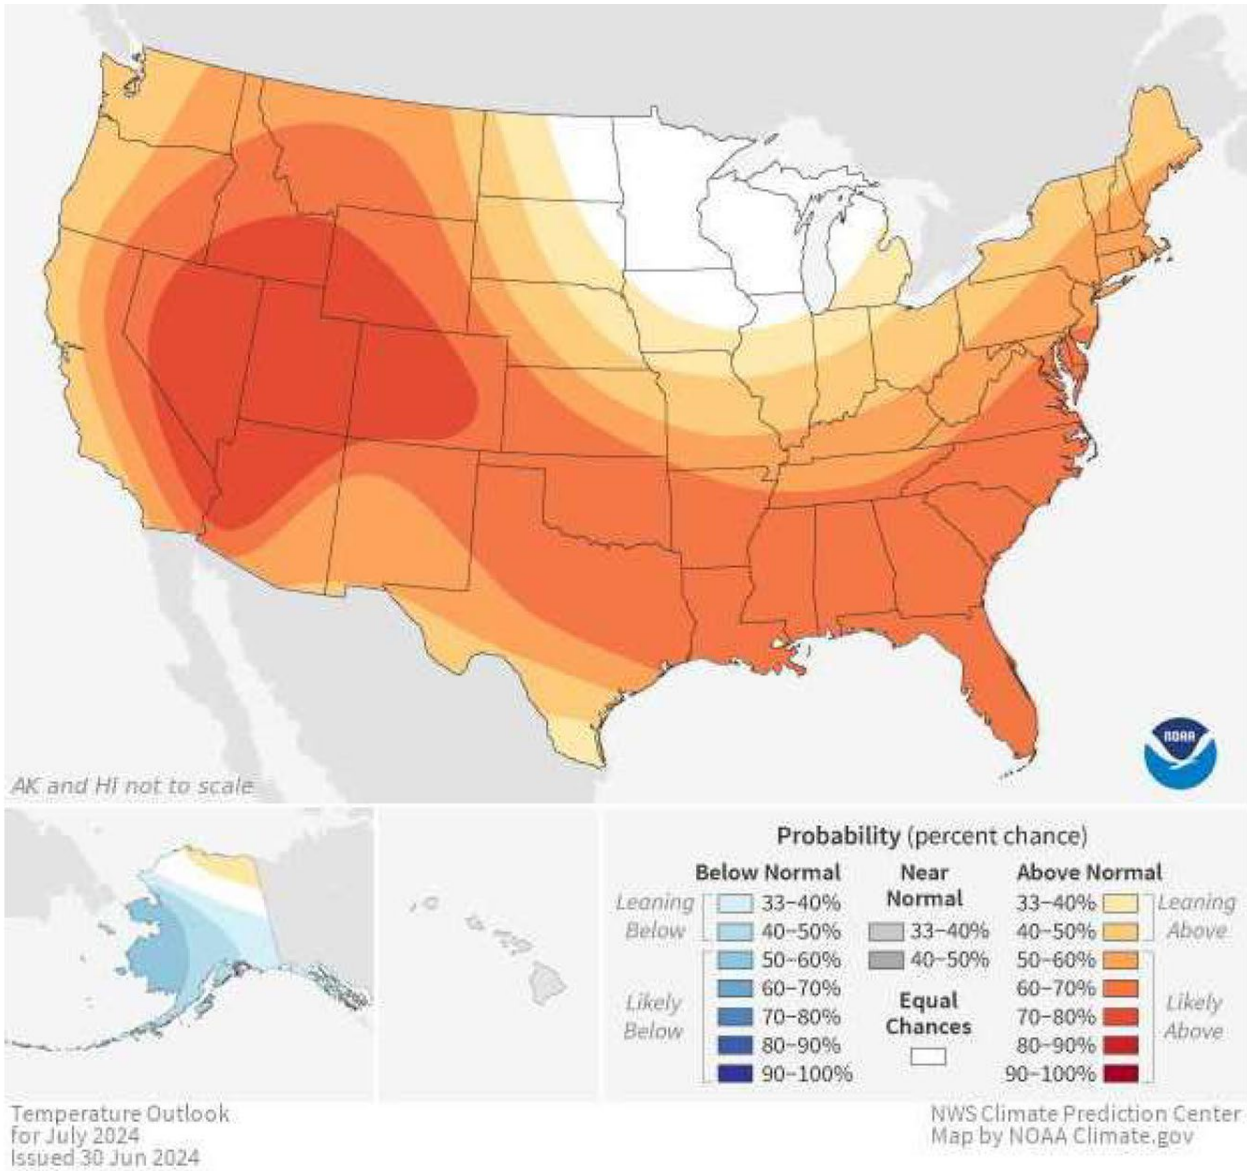 NOAA
AK and HI not to scale
Probability (percent chance)
Below Normal
Near
Normal
Above Normal
Leaning
Below
33–40%
40–50%
Likely
Below
50–60%
60–70%
70–80%
80–90%
90–100%
33–40%
40–50%
Equal
Chances
33–40%
40–50%
Leaning
Above
50–60%
60–70%
70–80%
80–90%
90–100%
Likely
Above
Temperature Outlook
for July 2024
Issued 30 Jun 2024
NWS Climate Prediction Center
Map by NOAA Climate.gov